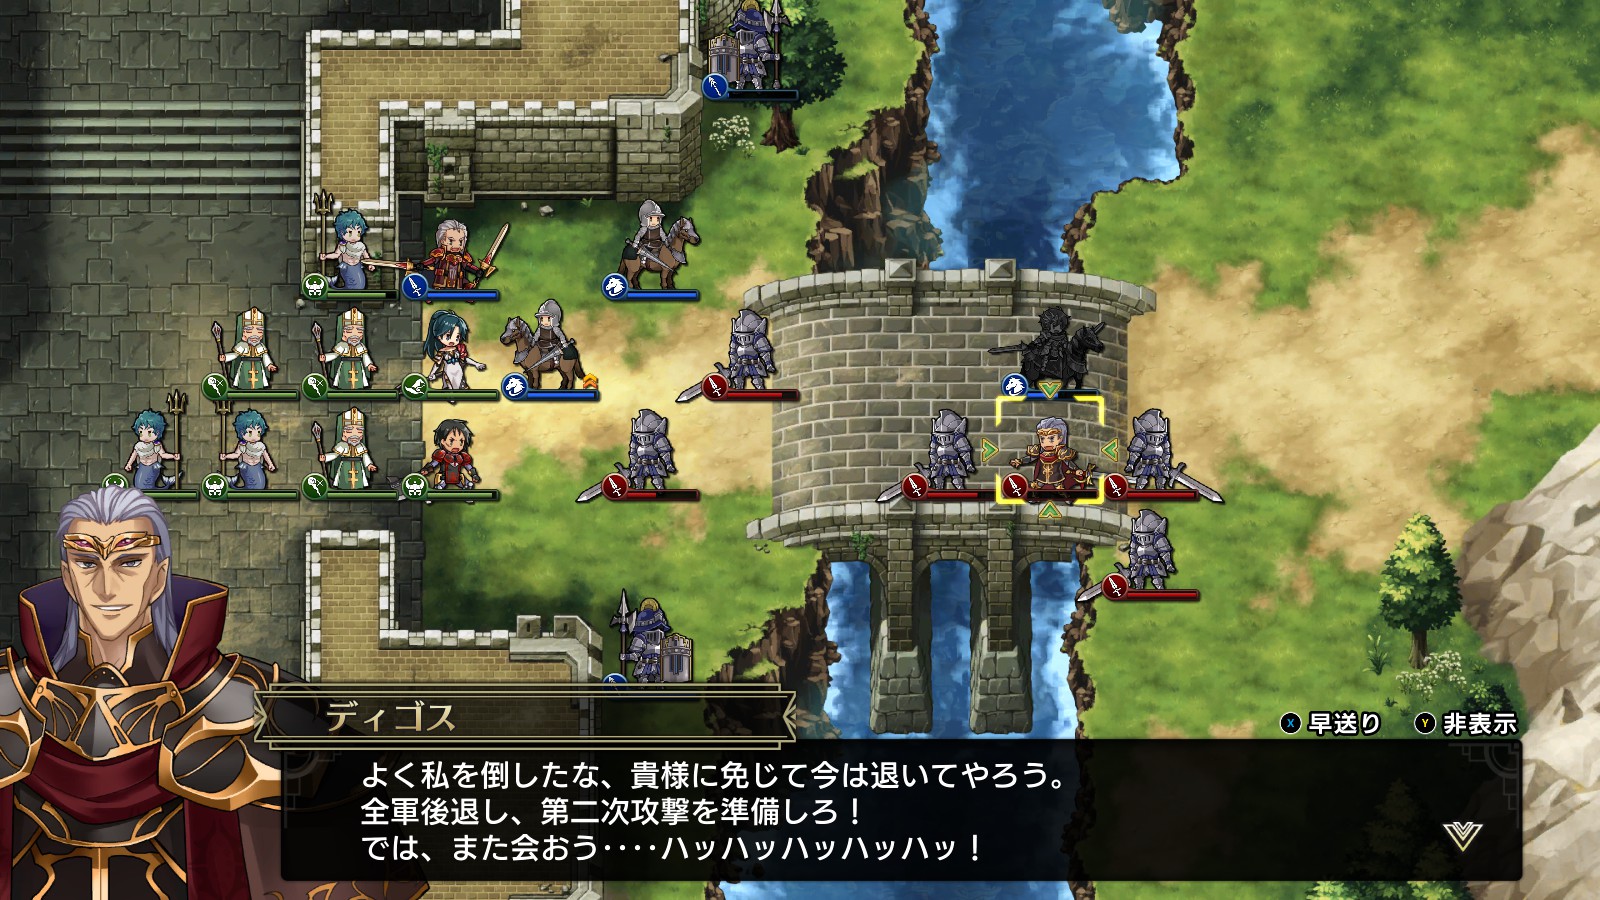 X 早送り Y 非表示
ディゴス
よく私を倒したな、貴様に免じて今は退いてやろう。
全軍後退し、第二次攻撃を準備しろ！
では、また会おう‥‥ハッハッハッハッハッ！